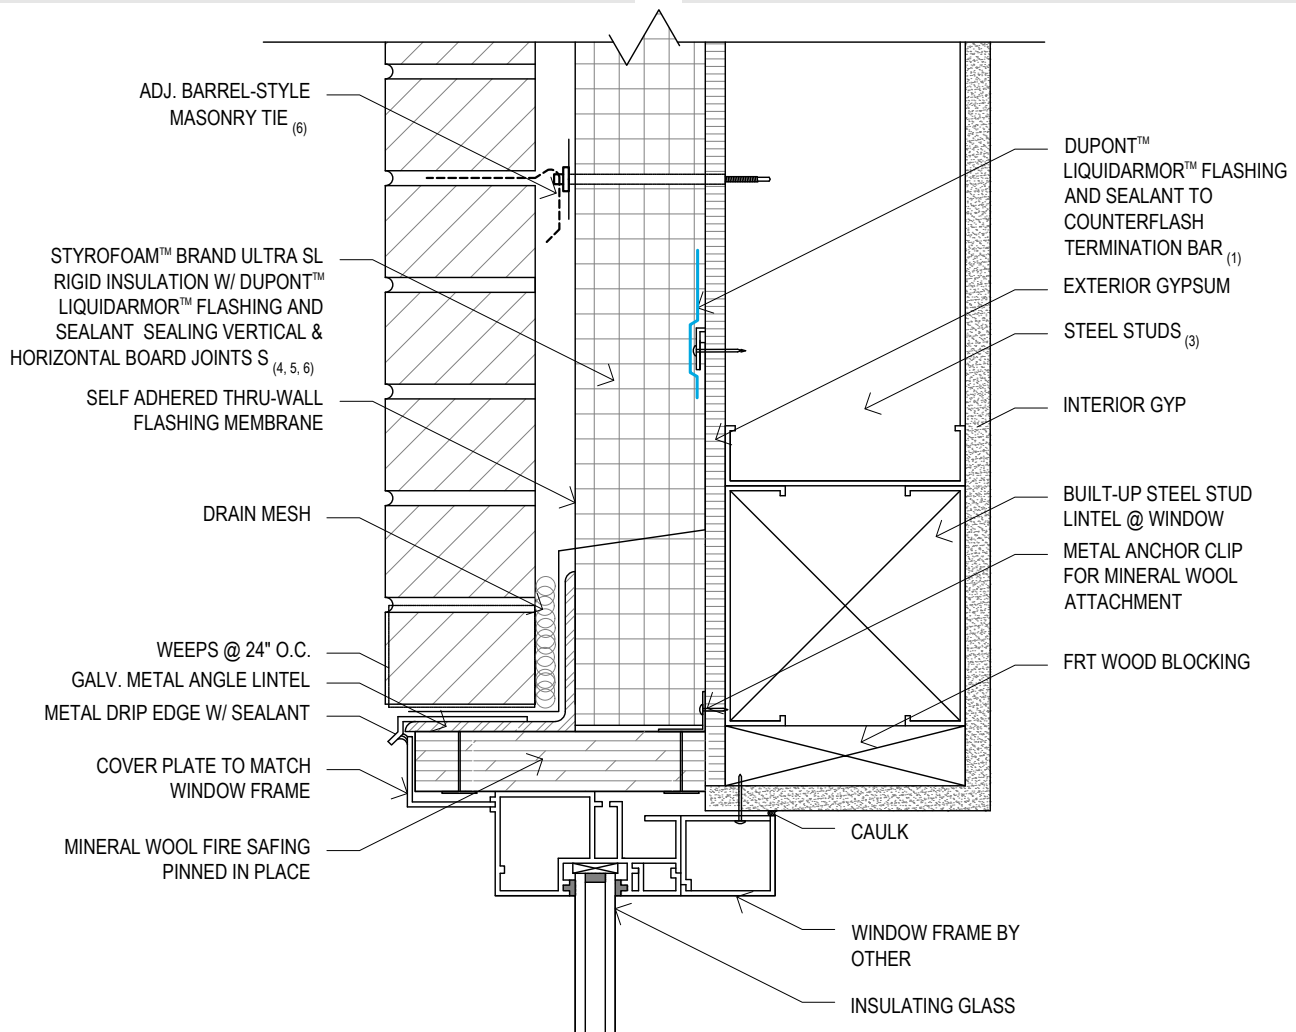 ADJ. BARREL-STYLE
MASONRY TIE (6)
STYROFOAM™ BRAND ULTRA SL
RIGID INSULATION W/ DUPONT™
LIQUIDARMOR™ FLASHING AND
SEALANT SEALING VERTICAL &
HORIZONTAL BOARD JOINTS S (4, 5, 6)
SELF ADHERED THRU-WALL
FLASHING MEMBRANE
DRAIN MESH
WEEPS @ 24" O.C.
GALV. METAL ANGLE LINTEL
METAL DRIP EDGE W/ SEALANT
COVER PLATE TO MATCH
WINDOW FRAME
MINERAL WOOL FIRE SAFING
PINNED IN PLACE
DUPONT™
LIQUIDARMOR™ FLASHING
AND SEALANT TO
COUNTERFLASH
TERMINATION BAR (1)
EXTERIOR GYPSUM
STEEL STUDS (3)
INTERIOR GYP
BUILT-UP STEEL STUD
LINTEL @ WINDOW
METAL ANCHOR CLIP
FOR MINERAL WOOL
ATTACHMENT
FRT WOOD BLOCKING
CAULK
WINDOW FRAME BY
OTHER
INSULATING GLASS